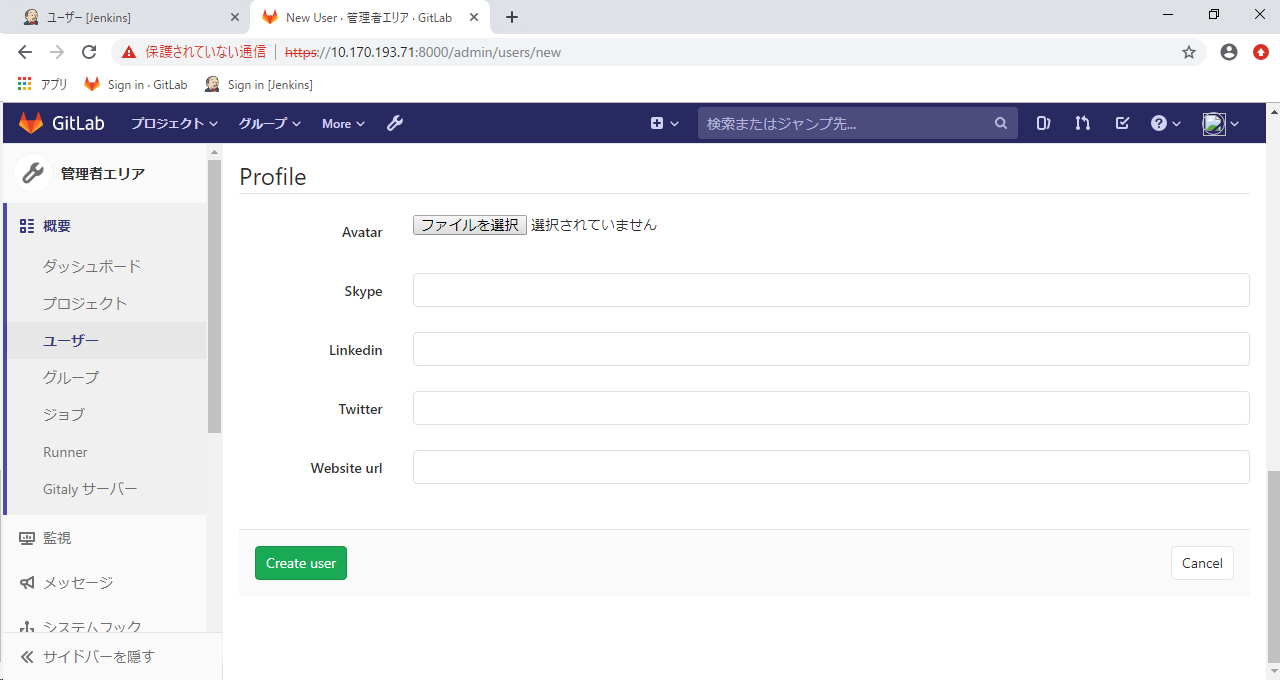 ユーザー [Jenkins]
New User · 管理者エリア · GitLab
保護されていない通信
https://10.170.193.71:8000/admin/users/new
アプリ
Sign in · GitLab
Sign in [Jenkins]
GitLab
プロジェクト
グループ
More
検索またはジャンプ先...
管理者エリア
概要
ダッシュボード
プロジェクト
ユーザー
グループ
ジョブ
Runner
Gitaly サーバー
監視
メッセージ
システムフック
サイドバーを隠す
Profile
Avatar
ファイルを選択 選択されていません
Skype
Linkedin
Twitter
Website url
Create user
Cancel